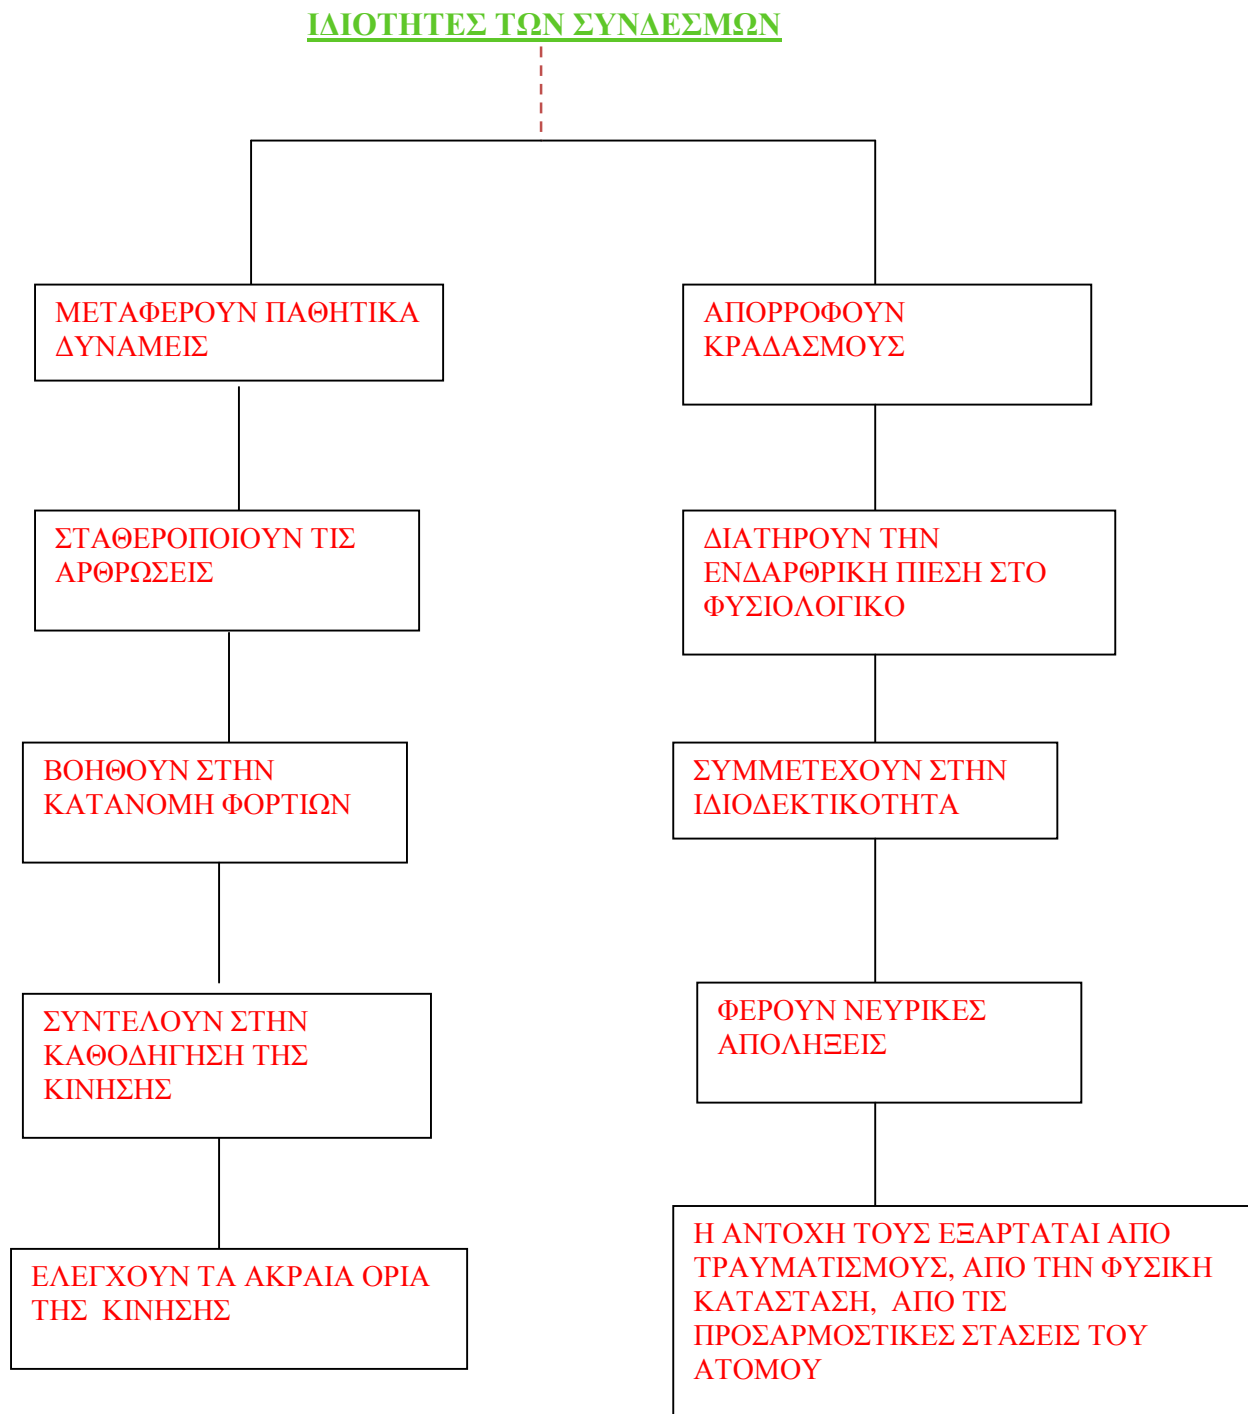 ΙΔΙΟΤΗΤΕΣ ΤΩΝ ΣΥΝΔΕΣΜΩΝ
ΜΕΤΑΦΕΡΟΥΝ ΠΑΘΗΤΙΚΑ
ΔΥΝΑΜΕΙΣ
ΣΤΑΘΕΡΟΠΟΙΟΥΝ ΤΙΣ
ΑΡΘΡΩΣΕΙΣ
ΒΟΗΘΟΥΝ ΣΤΗΝ
ΚΑΤΑΝΟΜΗ ΦΟΡΤΙΩΝ
ΣΥΝΤΕΛΟΥΝ ΣΤΗΝ
ΚΑΘΟΔΗΓΗΣΗ ΤΗΣ
ΚΙΝΗΣΗΣ
ΕΛΕΓΧΟΥΝ ΤΑ ΑΚΡΑΙΑ ΟΡΙΑ
ΤΗΣ  ΚΙΝΗΣΗΣ
ΑΠΟΡΡΟΦΟΥΝ
ΚΡΑΔΑΣΜΟΥΣ
ΔΙΑΤΗΡΟΥΝ ΤΗΝ
ΕΝΔΑΡΘΡΙΚΗ ΠΙΕΣΗ ΣΤΟ
ΦΥΣΙΟΛΟΓΙΚΟ
ΣΥΜΜΕΤΕΧΟΥΝ ΣΤΗΝ
ΙΔΙΟΔΕΚΤΙΚΟΤΗΤΑ
ΦΕΡΟΥΝ ΝΕΥΡΙΚΕΣ
ΑΠΟΛΗΞΕΙΣ
Η ΑΝΤΟΧΗ ΤΟΥΣ ΕΞΑΡΤΑΤΑΙ ΑΠΟ
ΤΡΑΥΜΑΤΙΣΜΟΥΣ, ΑΠΟ ΤΗΝ ΦΥΣΙΚΗ
ΚΑΤΑΣΤΑΣΗ,  ΑΠΟ ΤΙΣ
ΠΡΟΣΑΡΜΟΣΤΙΚΕΣ ΣΤΑΣΕΙΣ ΤΟΥ
ΑΤΟΜΟΥ